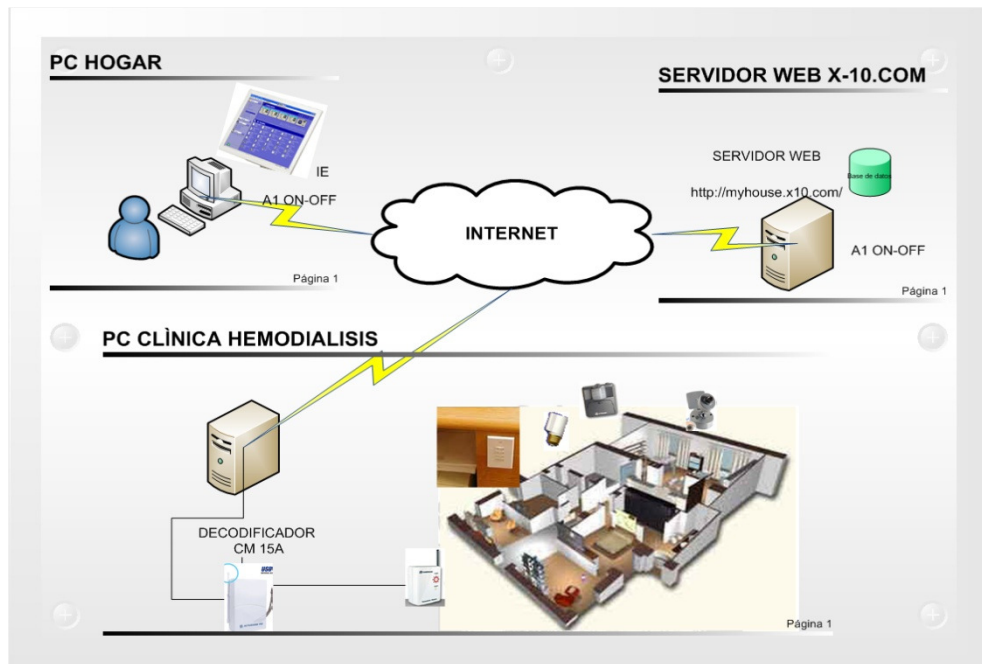 PC HOGAR
IE
A1 ON-OFF
Página 1
SERVIDOR WEB X-10.COM
SERVIDOR WEB
Base de datos
http://myhouse.x10.com/
A1 ON-OFF
Página 1
INTERNET
PC CLÌNICA HEMODIALISIS
DECODIFICADOR
CM 15A
Página 1